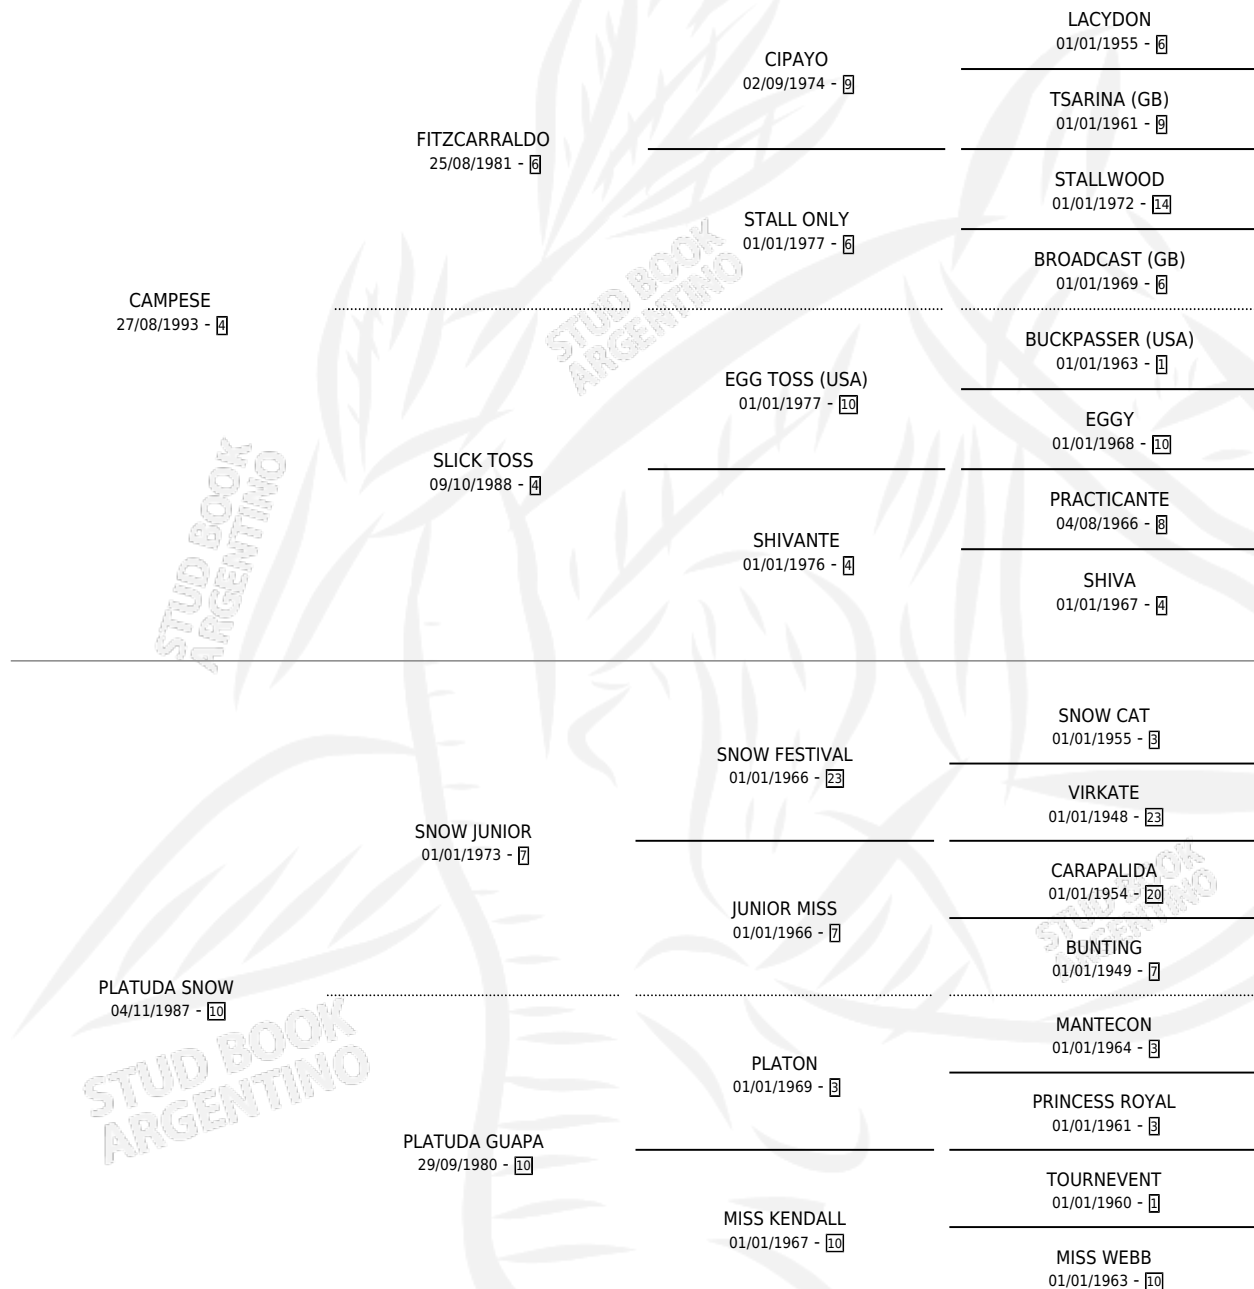 LACYDON
01/01/1955 - 6
CIPAYO
02/09/1974 - 9
TSARINA (GB)
01/01/1961 - 9
FITZCARRALDO
25/08/1981 - 6
STALLWOOD
01/01/1972 - 14
STALL ONLY
01/01/1977 - 6
BROADCAST (GB)
01/01/1969 - 6
CAMPESE
27/08/1993 - 4
BUCKPASSER (USA)
01/01/1963 - 1
EGG TOSS (USA)
01/01/1977 - 10
EGGY
01/01/1968 - 10
SLICK TOSS
09/10/1988 - 4
PRACTICANTE
04/08/1966 - 8
SHIVANTE
01/01/1976 - 4
SHIVA
01/01/1967 - 4
SNOW CAT
01/01/1955 - 3
SNOW FESTIVAL
01/01/1966 - 23
VIRKATE
01/01/1948 - 23
SNOW JUNIOR
01/01/1973 - 7
CARAPALIDA
01/01/1954 - 20
JUNIOR MISS
01/01/1966 - 7
BUNTING
01/01/1949 - 7
PLATUDA SNOW
04/11/1987 - 10
MANTECON
01/01/1964 - 3
PLATON
01/01/1969 - 3
PRINCESS ROYAL
01/01/1961 - 3
PLATUDA GUAPA
29/09/1980 - 10
TOURNEVENT
01/01/1960 - 1
MISS KENDALL
01/01/1967 - 10
MISS WEBB
01/01/1963 - 10
STUD BOOK
ARGENTINO
STUD BOOK
ARGENTINO
STUD BOOK
ARGENTINO
STUD BOOK
ARGENTINO